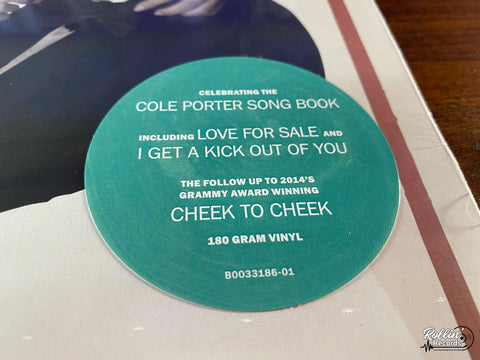 CELEBRATING THE
COLE PORTER SONG BOOK
INCLUDING LOVE FOR SALE AND
I GET A KICK OUT OF YOU
THE FOLLOW UP TO 2014'S
GRAMMY AWARD WINNING
CHEEK TO CHEEK
180 GRAM VINYL
B0033186-01
Rollin'
Records